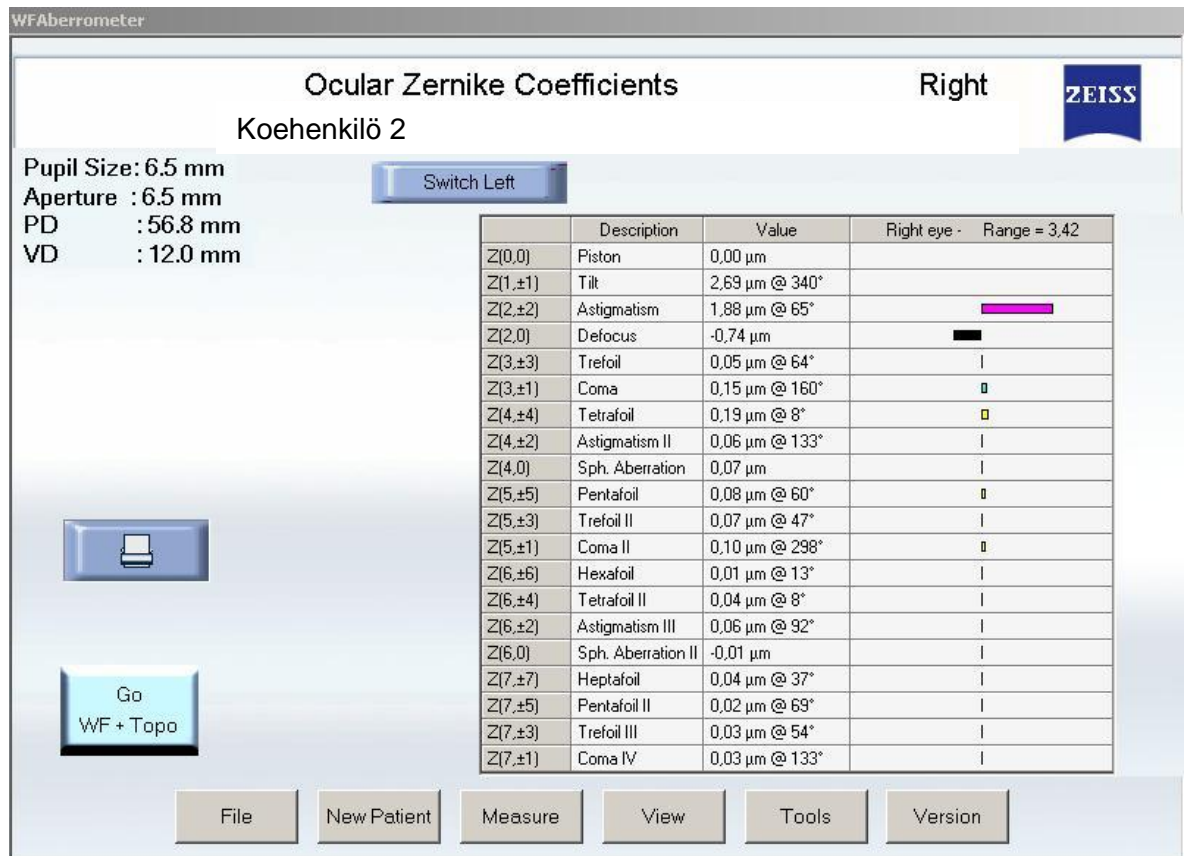 WFAberrometer
Ocular Zernike Coefficients Right
ZEISS
Koehenkilö 2
Pupil Size: 6.5 mm
Aperture : 6.5 mm
PD : 56.8 mm
VD : 12.0 mm
Switch Left
Description Value Right eye - Range = 3,42
Z(0,0) Piston 0,00 µm
Z(1,±1) Tilt 2,69 µm @ 340°
Z(2,±2) Astigmatism 1,88 µm @ 65°
Z(2,0) Defocus -0,74 µm
Z(3,±3) Trefoil 0,05 µm @ 64°
Z(3,±1) Coma 0,15 µm @ 160°
Z(4,±4) Tetrafoil 0,19 µm @ 8°
Z(4,±2) Astigmatism II 0,06 µm @ 133°
Z(4,0) Sph. Aberration 0,07 µm
Z(5,±5) Pentafoil 0,08 µm @ 60°
Z(5,±3) Trefoil II 0,07 µm @ 47°
Z(5,±1) Coma II 0,10 µm @ 298°
Z(6,±6) Hexafoil 0,01 µm @ 13°
Z(6,±4) Tetrafoil II 0,04 µm @ 8°
Z(6,±2) Astigmatism III 0,06 µm @ 92°
Z(6,0) Sph. Aberration II -0,01 µm
Z(7,±7) Heptafoil 0,04 µm @ 37°
Z(7,±5) Pentafoil II 0,02 µm @ 69°
Z(7,±3) Trefoil III 0,03 µm @ 54°
Z(7,±1) Coma IV 0,03 µm @ 133°
Go
WF + Topo
File New Patient Measure View Tools Version